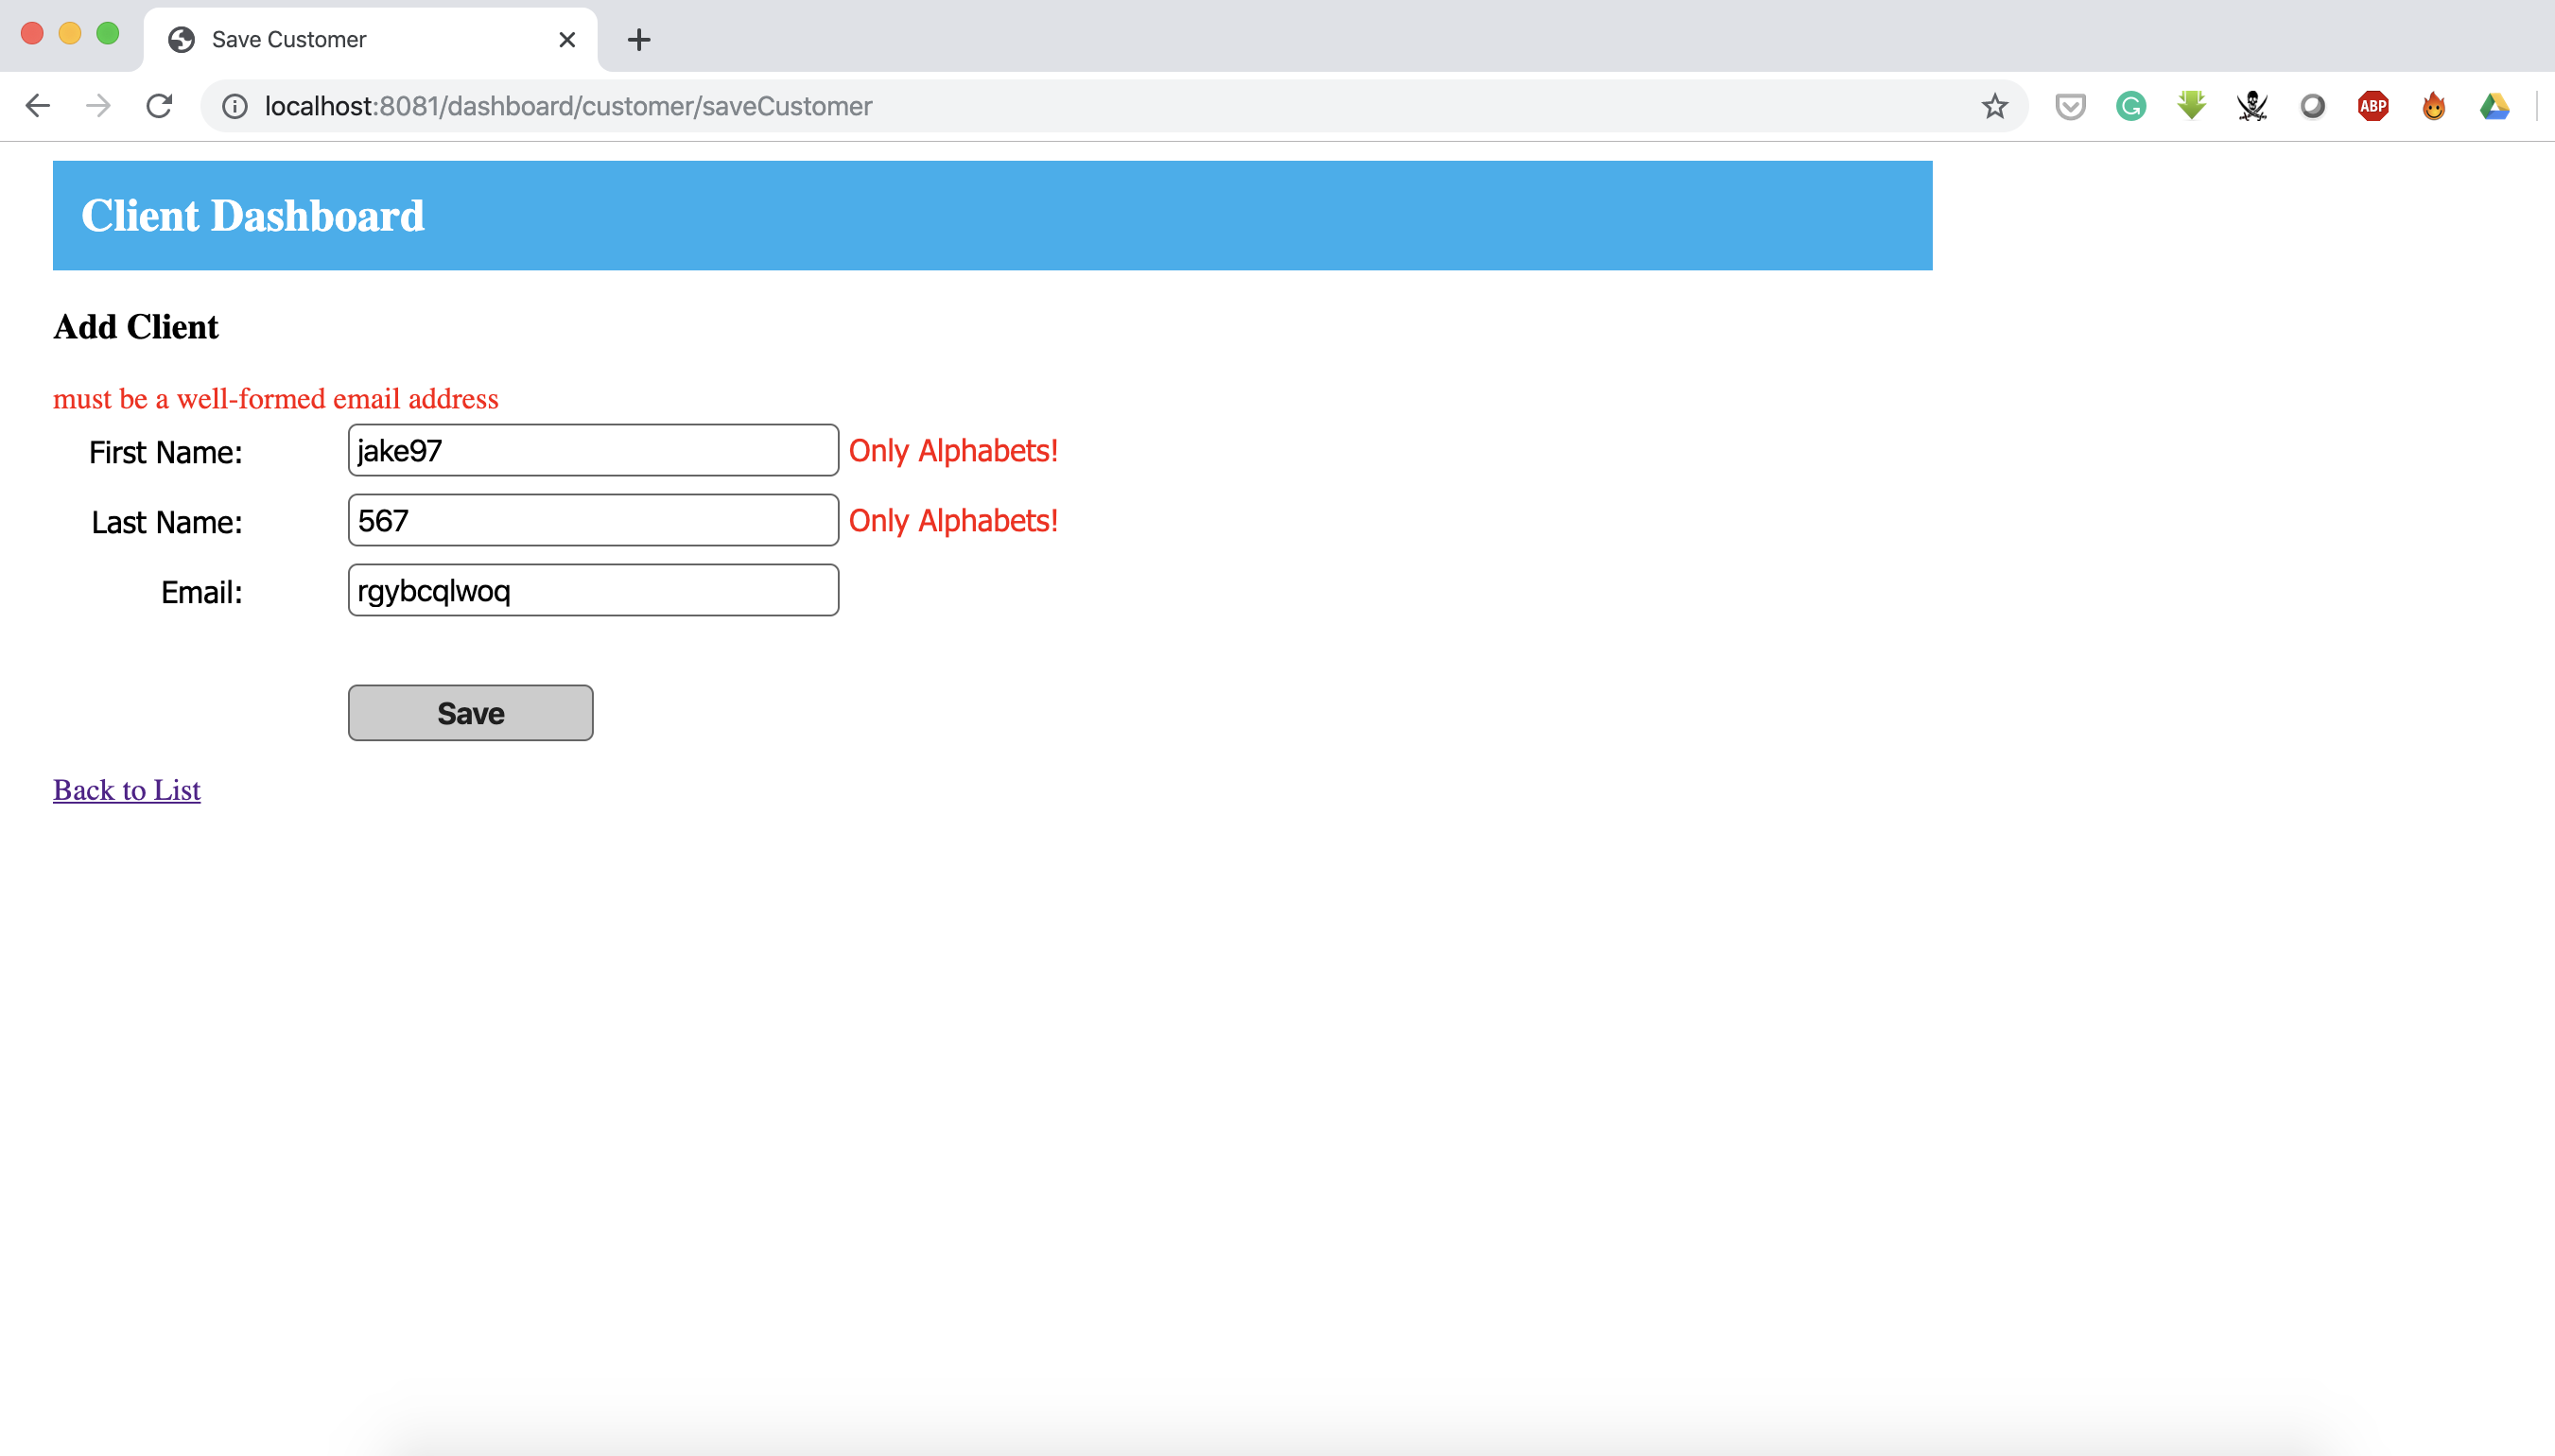 Save Customer
localhost:8081/dashboard/customer/saveCustomer
ABP
Client Dashboard
Add Client
must be a well-formed email address
First Name: jake97 Only Alphabets!
Last Name: 567 Only Alphabets!
Email: rgybcqlwoq
Save
Back to List